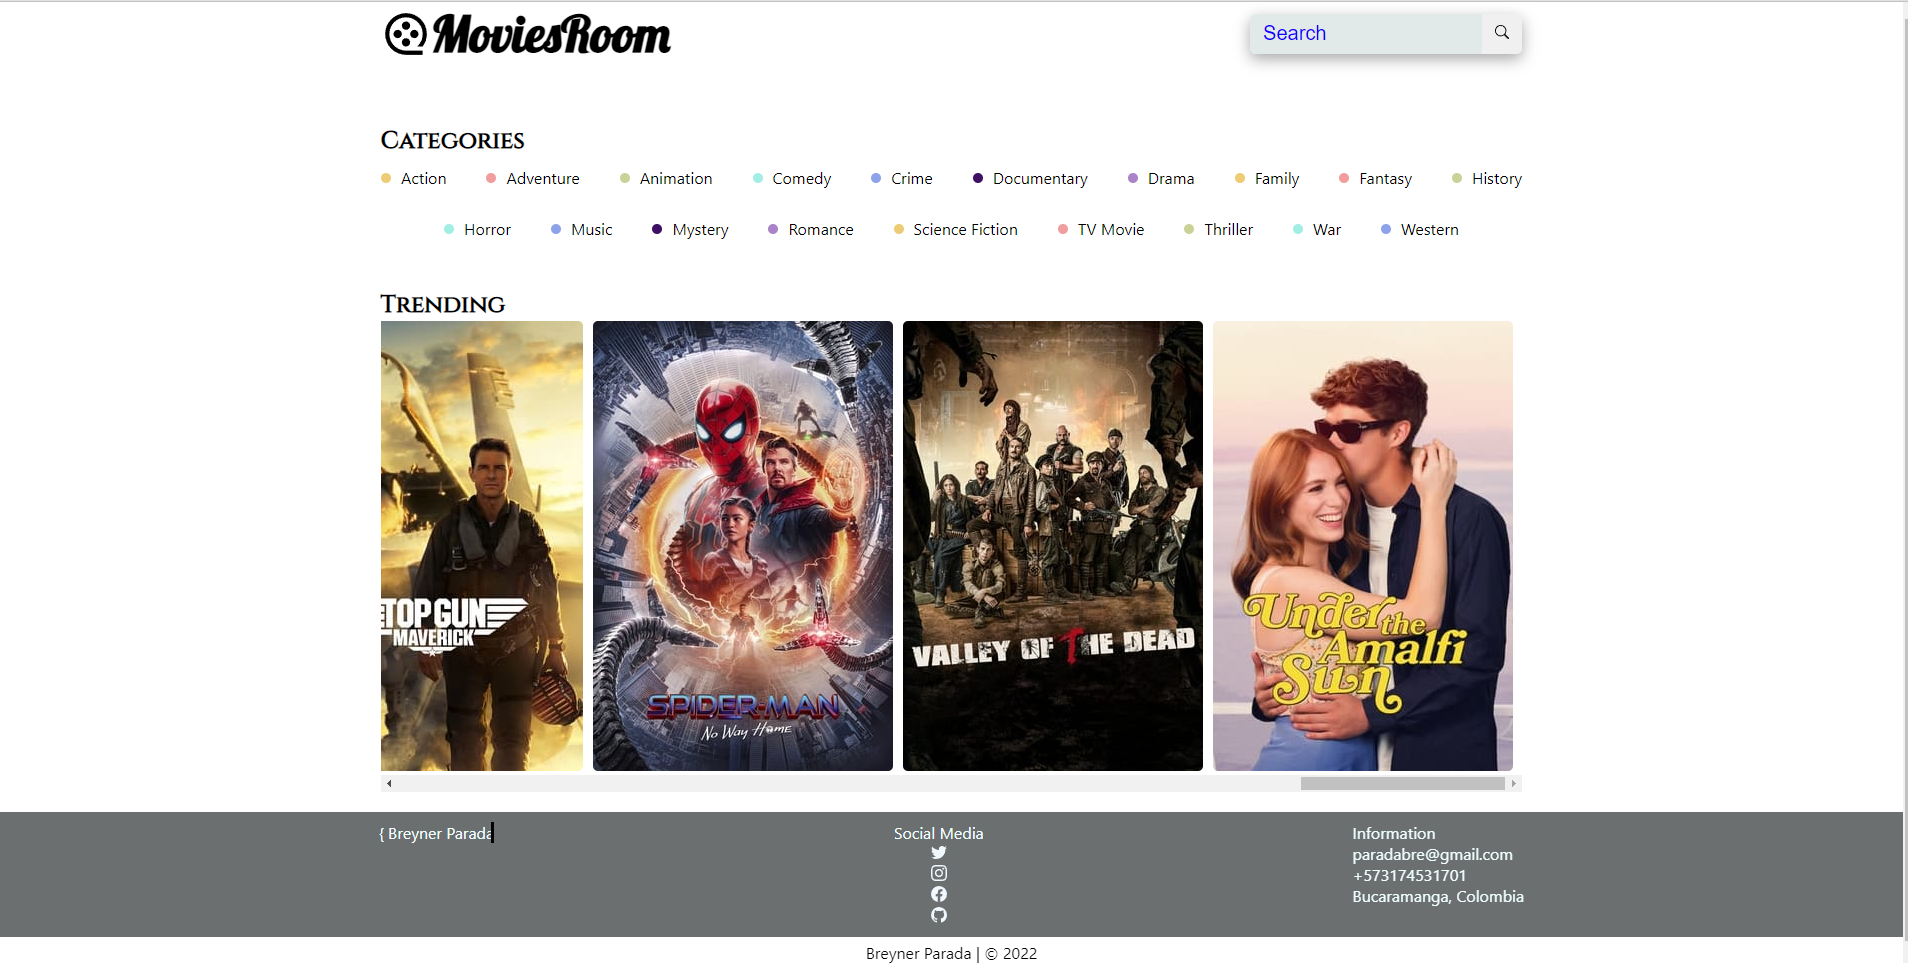 MoviesRoom
Search
Categories
Action Adventure Animation Comedy Crime Documentary Drama Family Fantasy History
Horror Music Mystery Romance Science Fiction TV Movie Thriller War Western
Trending
TOP GUN
MAVERICK
SPIDER-MAN
No Way Home
VALLEY OF THE DEAD
Under the
Amalfi
Sun
{ Breyner Parada
Social Media
Information
paradabre@gmail.com
+573174531701
Bucaramanga, Colombia
Breyner Parada | © 2022